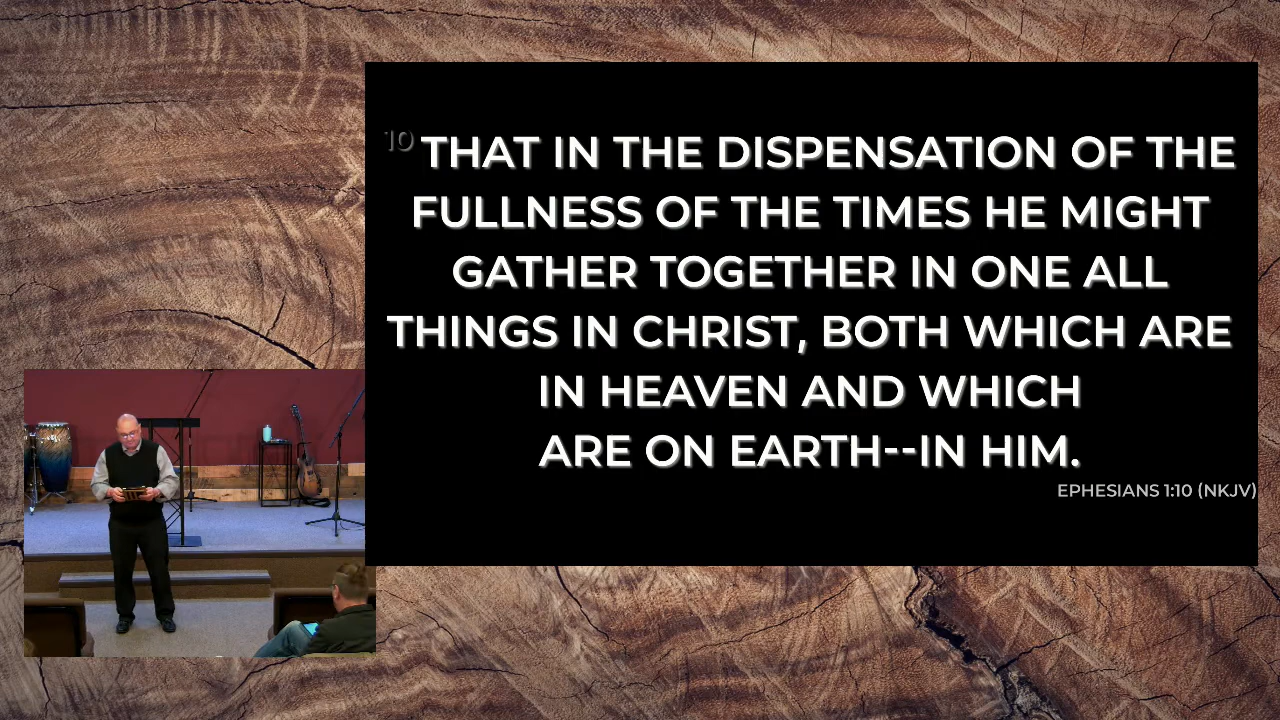 10 THAT IN THE DISPENSATION OF THE
FULLNESS OF THE TIMES HE MIGHT
GATHER TOGETHER IN ONE ALL
THINGS IN CHRIST, BOTH WHICH ARE
IN HEAVEN AND WHICH
ARE ON EARTH--IN HIM.
EPHESIANS 1:10 (NKJV)